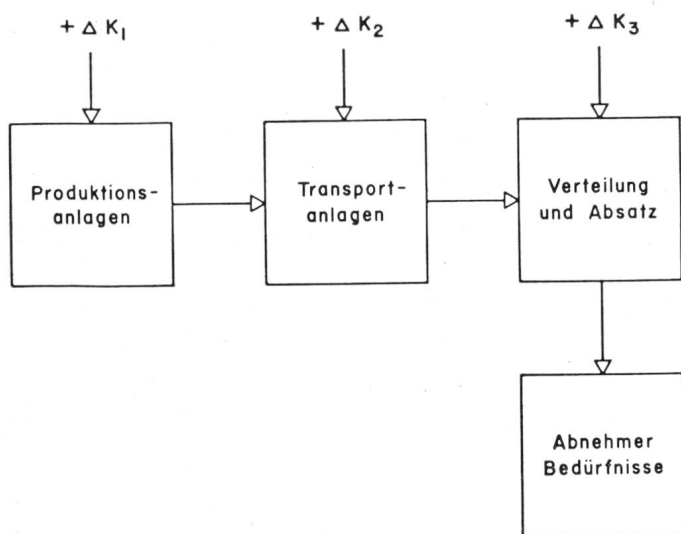 + Δ K₁
+ Δ K₂
+ Δ K₃
Produktions-
anlagen
Transport-
anlagen
Verteilung
und Absatz
Abnehmer
Bedürfnisse